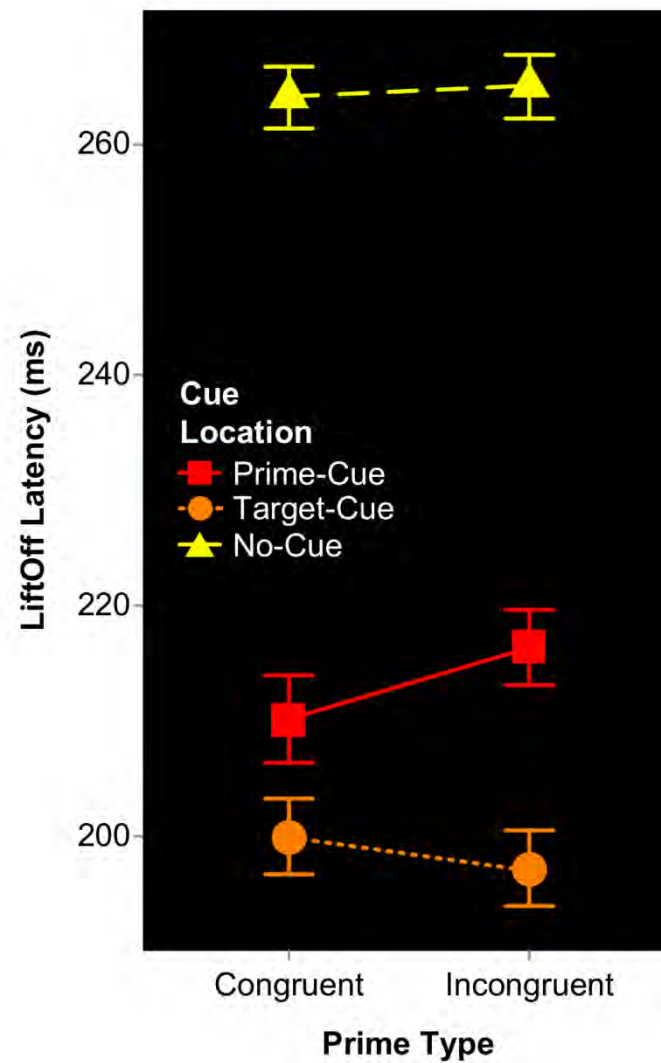 LiftOff Latency (ms)
260
240
220
200
Cue
Location
Prime-Cue
Target-Cue
No-Cue
Congruent
Incongruent
Prime Type